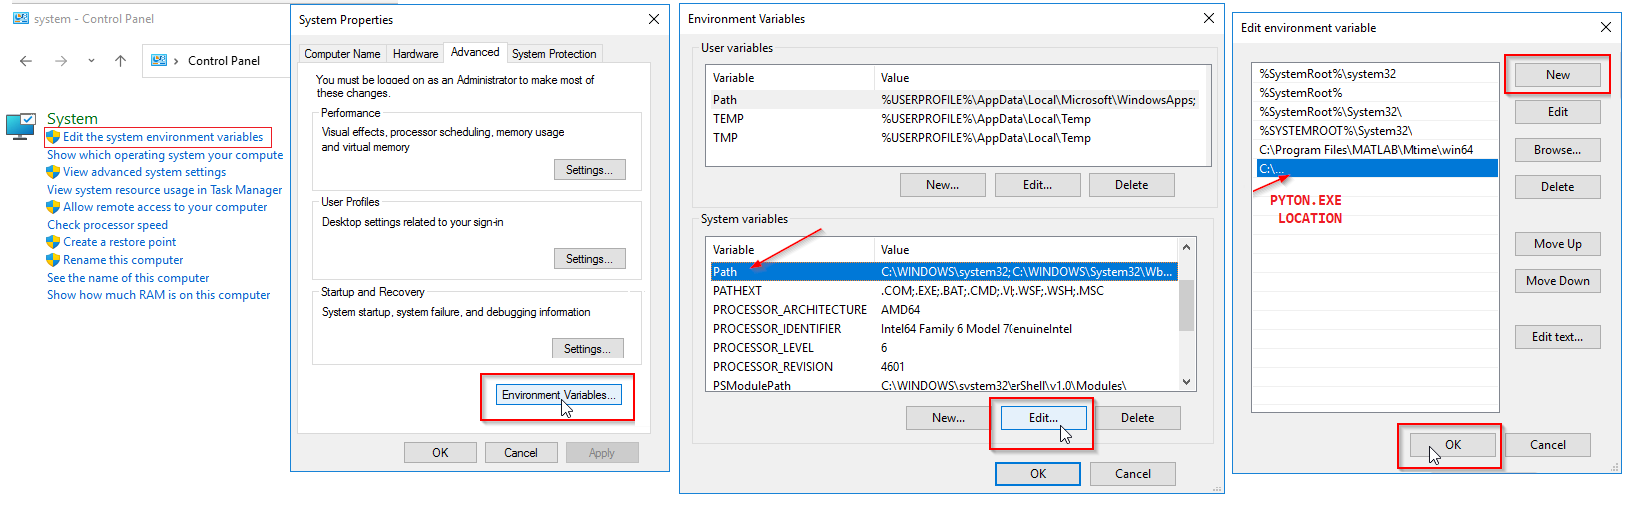 system - Control Panel
Control Panel
System
Edit the system environment variables
Show which operating system your compute
View advanced system settings
View system resource usage in Task Manager
Allow remote access to your computer
Check processor speed
Create a restore point
Rename this computer
See the name of this computer
Show how much RAM is on this computer
System Properties
Computer Name Hardware Advanced System Protection
You must be logged on as an Administrator to make most of
these changes.
Performance
Visual effects, processor scheduling, memory usage
and virtual memory
Settings...
User Profiles
Desktop settings related to your sign-in
Settings...
Startup and Recovery
System startup, system failure, and debugging information
Settings...
Environment Variables...
OK Cancel Apply
Environment Variables
User variables
Variable Value
Path %USERPROFILE%\AppData\Local\Microsoft\WindowsApps;
TEMP %USERPROFILE%\AppData\Local\Temp
TMP %USERPROFILE%\AppData\Local\Temp
New... Edit... Delete
System variables
Variable Value
Path C:\WINDOWS\system32;C:\WINDOWS\System32\Wb...
PATHEXT .COM;.EXE;.BAT;.CMD;.VI;.WSF;.WSH;.MSC
PROCESSOR_ARCHITECTURE AMD64
PROCESSOR_IDENTIFIER Intel64 Family 6 Model 7(enuineIntel
PROCESSOR_LEVEL 6
PROCESSOR_REVISION 4601
PSModulePath C:\WINDOWS\system32\erShell\v1.0\Modules\
New... Edit... Delete
OK Cancel
Edit environment variable
%SystemRoot%\system32
%SystemRoot%
%SystemRoot%\System32\
%SYSTEMROOT%\System32\
C:\Program Files\MATLAB\Mtime\win64
C:\...
PYTON.EXE
LOCATION
New
Edit
Browse...
Delete
Move Up
Move Down
Edit text...
OK Cancel